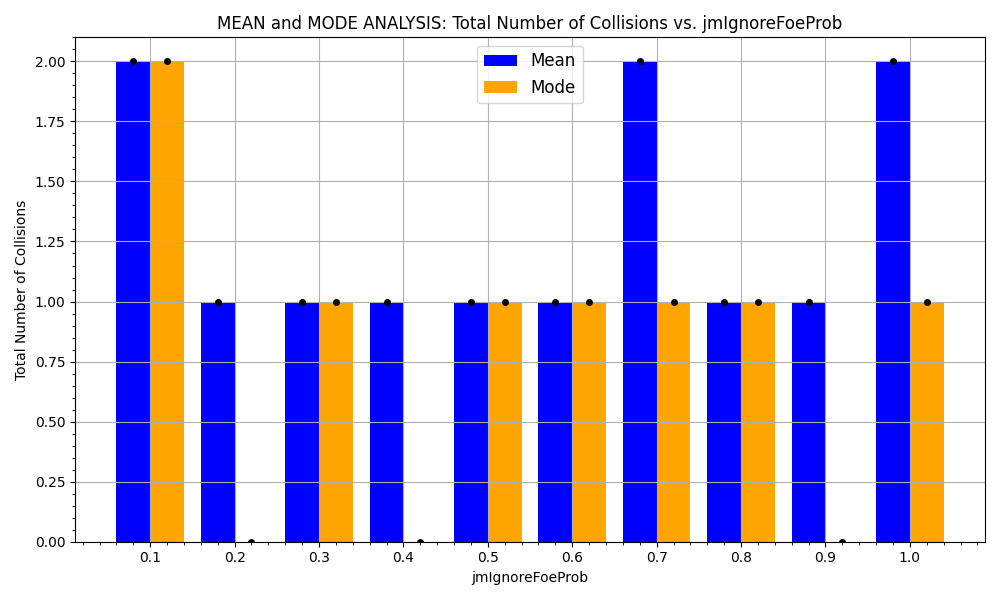 MEAN and MODE ANALYSIS: Total Number of Collisions vs. jmIgnoreFoeProb
Mean
Mode
Total Number of Collisions
2.00
1.75
1.50
1.25
1.00
0.75
0.50
0.25
0.00
0.1 0.2 0.3 0.4 0.5 0.6 0.7 0.8 0.9 1.0
jmIgnoreFoeProb